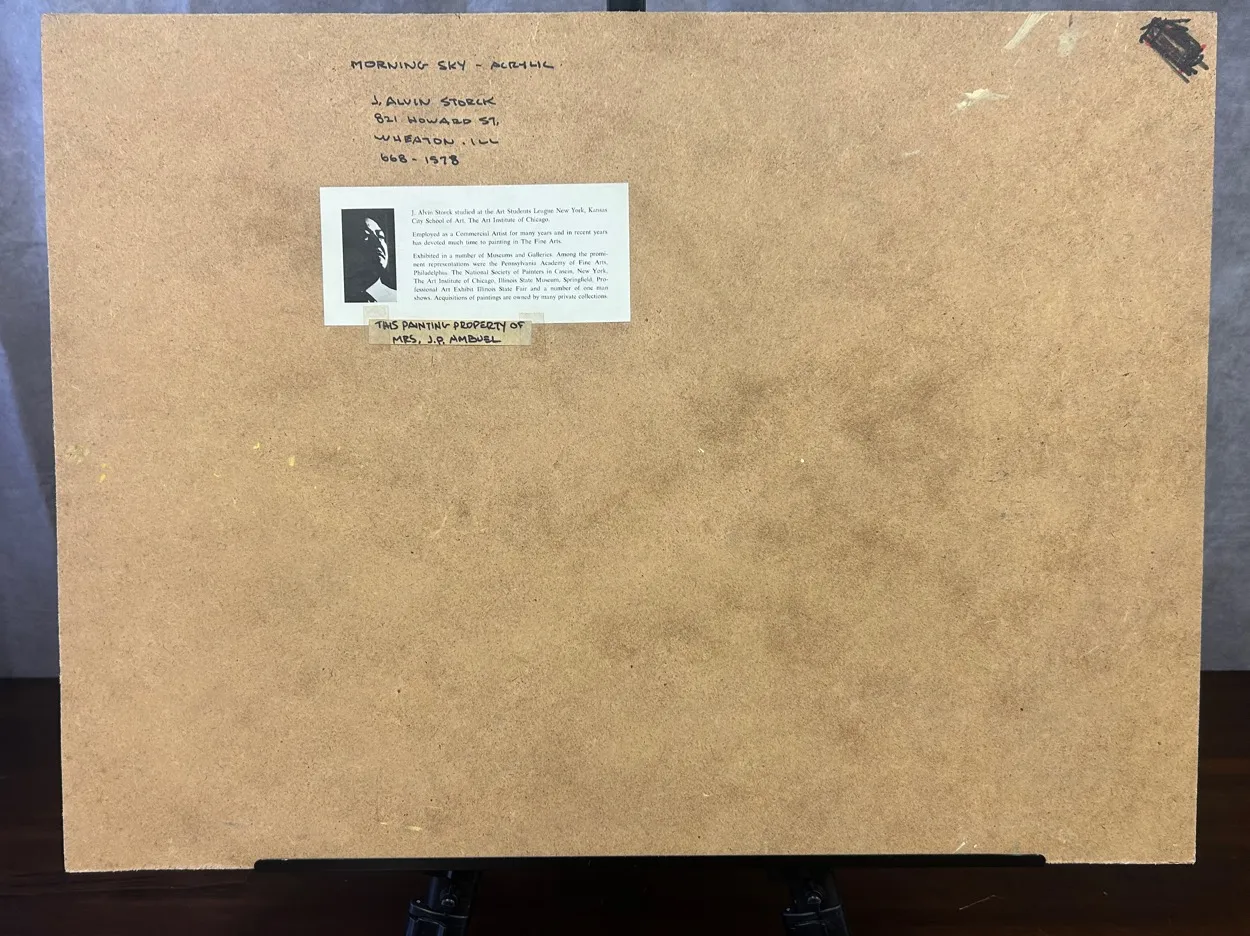 MORNING SKY - ACRYLIC.
J. ALVIN STORCK
821 HOWARD ST,
WHEATON. ILL
668-1578
J. Alvin Storck studied at the Art Students League New York, Kansas
City School of Art, The Art Institute of Chicago.
Employed as a Commercial Artist for many years and in recent years
has devoted much time to painting in The Fine Arts.
Exhibited in a number of Museums and Galleries. Among the promi-
nent representations were the Pennsylvania Academy of Fine Arts,
Philadelphia, The National Society of Painters in Casein, New York,
The Art Institute of Chicago, Illinois State Museum, Springfield, Pro-
fessional Art Exhibit Illinois State Fair and a number of one man
shows. Acquisitions of paintings are owned by many private collections.
THIS PAINTING PROPERTY OF
MRS. J.P. AMBUEL